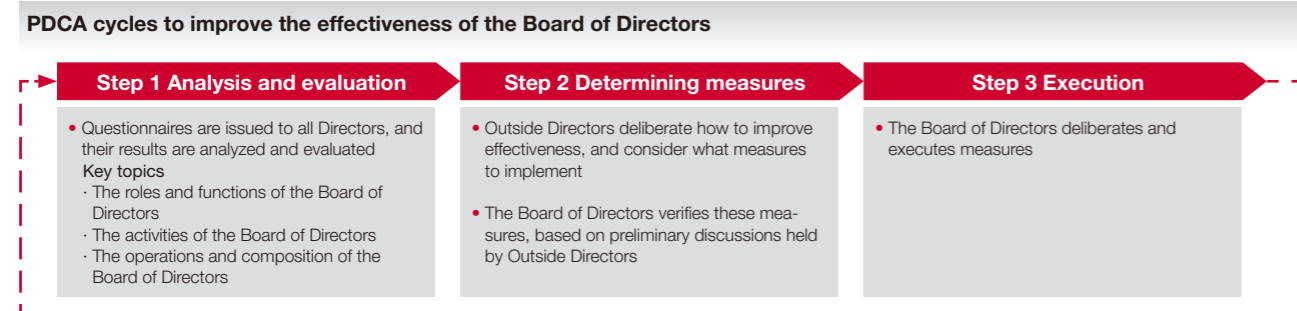 PDCA cycles to improve the effectiveness of the Board of Directors
Step 1 Analysis and evaluation
• Questionnaires are issued to all Directors, and
their results are analyzed and evaluated
Key topics
· The roles and functions of the Board of
Directors
· The activities of the Board of Directors
· The operations and composition of the
Board of Directors
Step 2 Determining measures
• Outside Directors deliberate how to improve
effectiveness, and consider what measures
to implement
• The Board of Directors verifies these mea-
sures, based on preliminary discussions held
by Outside Directors
Step 3 Execution
• The Board of Directors deliberates and
executes measures